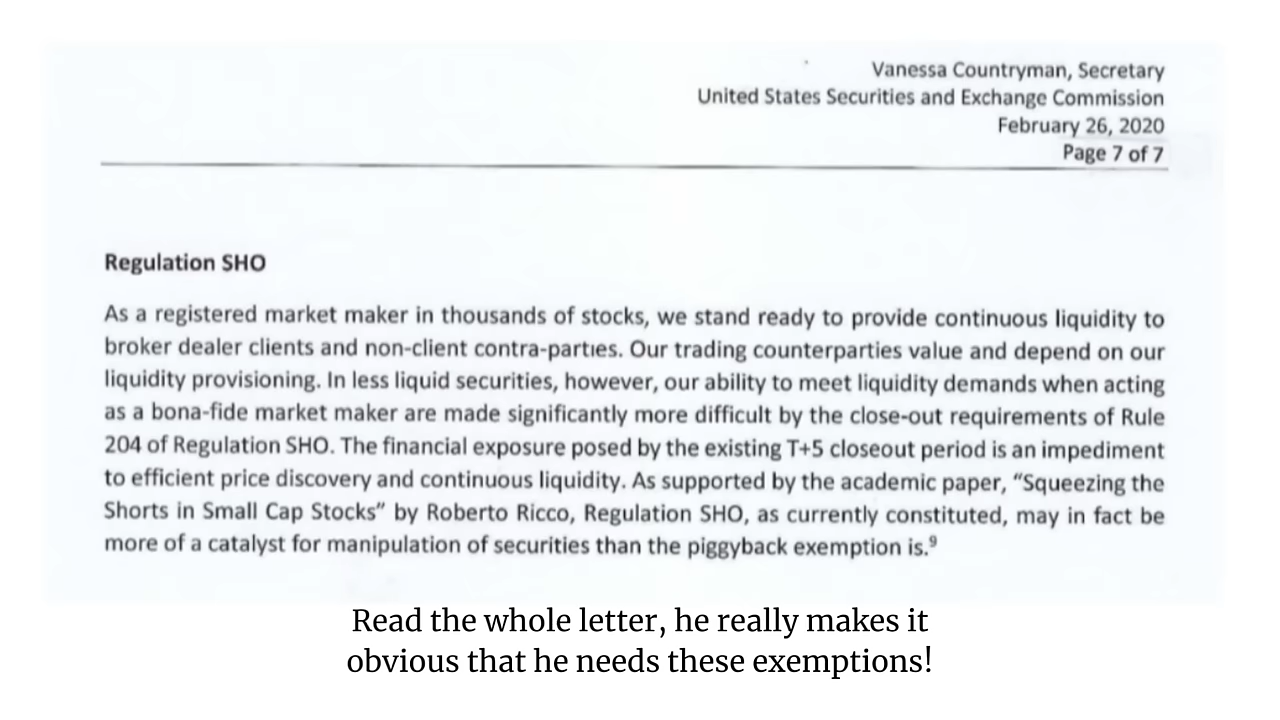 Vanessa Countryman, Secretary
United States Securities and Exchange Commission
February 26, 2020
Page 7 of 7
Regulation SHO
As a registered market maker in thousands of stocks, we stand ready to provide continuous liquidity to
broker dealer clients and non-client contra-parties. Our trading counterparties value and depend on our
liquidity provisioning. In less liquid securities, however, our ability to meet liquidity demands when acting
as a bona-fide market maker are made significantly more difficult by the close-out requirements of Rule
204 of Regulation SHO. The financial exposure posed by the existing T+5 closeout period is an impediment
to efficient price discovery and continuous liquidity. As supported by the academic paper, “Squeezing the
Shorts in Small Cap Stocks” by Roberto Ricco, Regulation SHO, as currently constituted, may in fact be
more of a catalyst for manipulation of securities than the piggyback exemption is.⁹
Read the whole letter, he really makes it
obvious that he needs these exemptions!